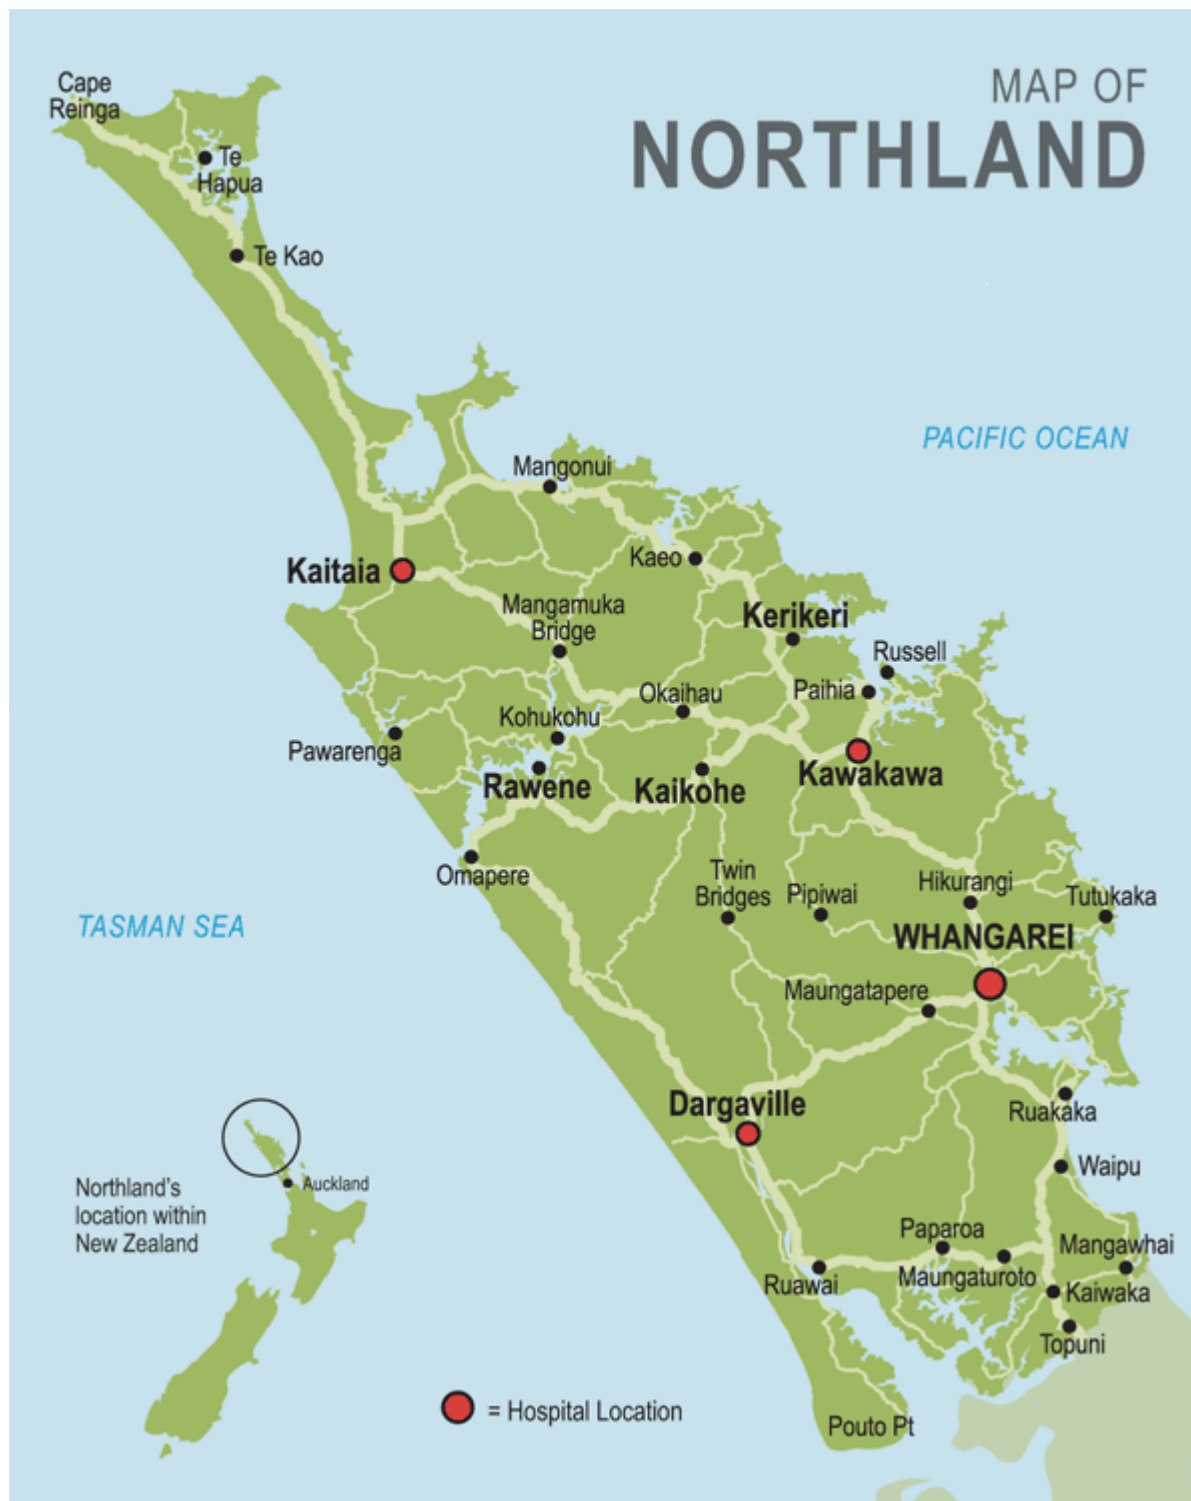 MAP OF
NORTHLAND
Cape
Reinga
Te
Hapua
Te Kao
PACIFIC OCEAN
Mangonui
Kaeo
Kaitaia
Mangamuka
Bridge
Kerikeri
Russell
Paihia
Okaihau
Kohukohu
Pawarenga
Rawene
Kaikohe
Kawakawa
Omapere
Twin
Bridges
Pipiwai
Hikurangi
Tutukaka
TASMAN SEA
WHANGAREI
Maungatapere
Dargaville
Ruakaka
Waipu
Auckland
Northland's
location within
New Zealand
Paparoa
Mangawhai
Maungaturoto
Ruawai
Kaiwaka
Topuni
= Hospital Location
Pouto Pt